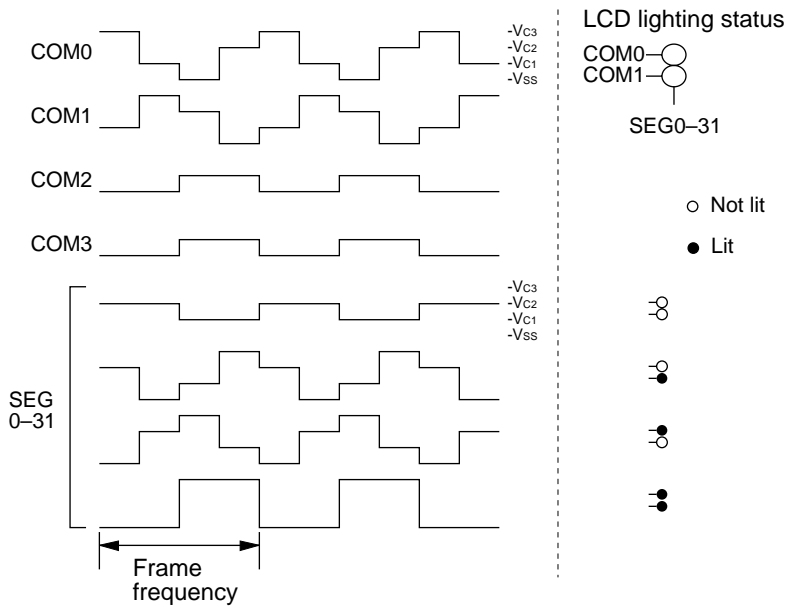 LCD lighting status
COM0
-VC3
-VC2
-VC1
-VSS
COM0
COM1
SEG0–31
COM1
COM2
Not lit
COM3
Lit
-VC3
-VC2
-VC1
-VSS
SEG
0–31
Frame
frequency